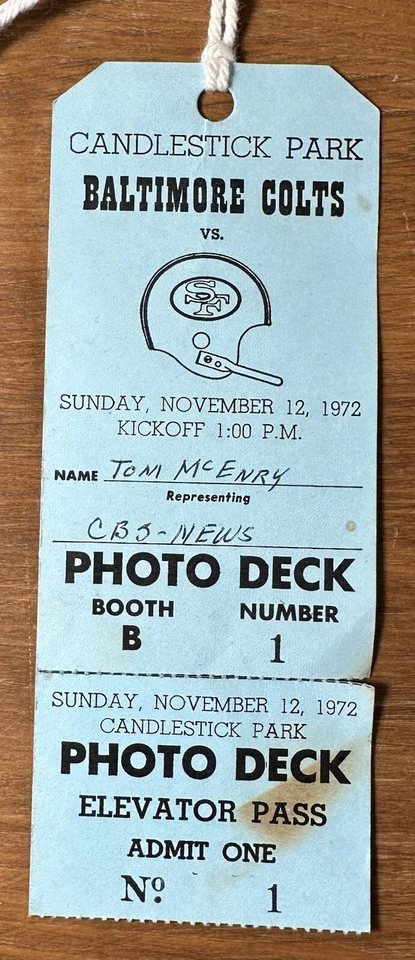 CANDLESTICK PARK
BALTIMORE COLTS
VS.
SF
SUNDAY, NOVEMBER 12, 1972
KICKOFF 1:00 P.M.
NAME TOM McENRY
Representing
CBS-NEWS
PHOTO DECK
BOOTH NUMBER
B 1
SUNDAY, NOVEMBER 12, 1972
CANDLESTICK PARK
PHOTO DECK
ELEVATOR PASS
ADMIT ONE
Nº 1